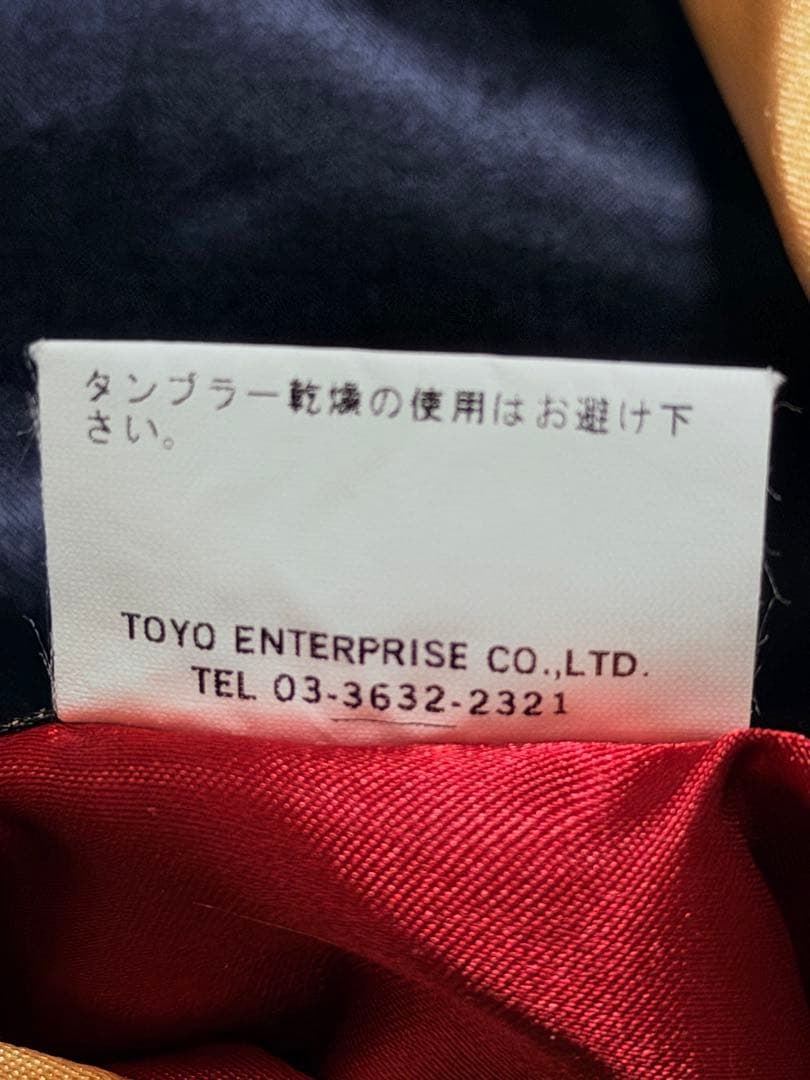 タンブラー乾燥の使用はお避け下
さい。
TOYO ENTERPRISE CO.,LTD.
TEL 03-3632-2321